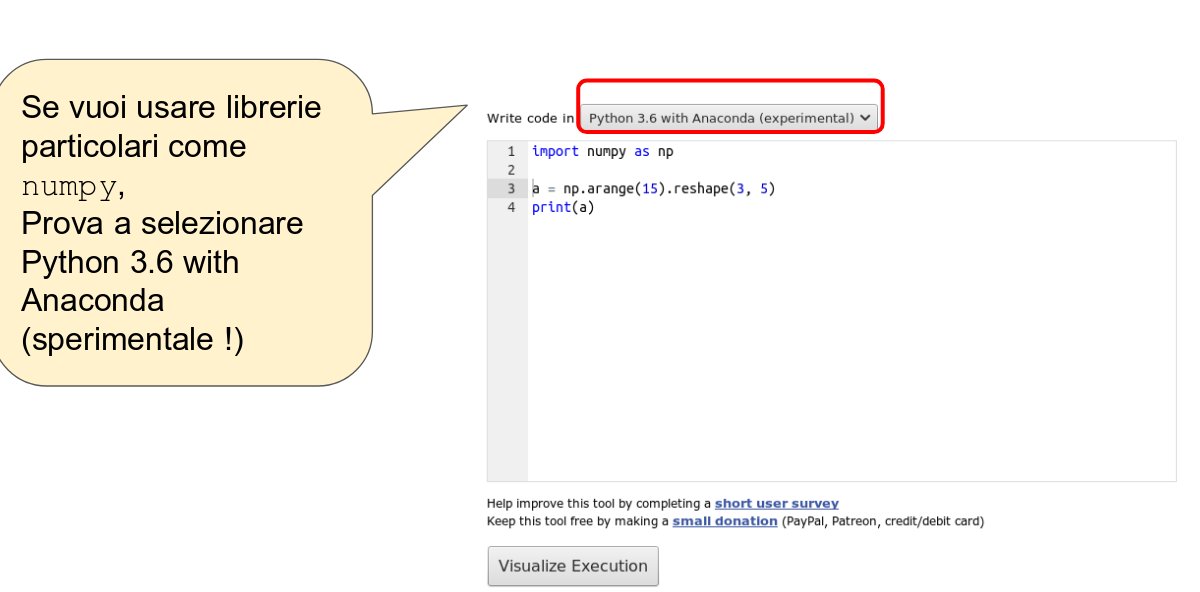 Se vuoi usare librerie
particolari come
numpy,
Prova a selezionare
Python 3.6 with
Anaconda
(sperimentale !)
Write code in Python 3.6 with Anaconda (experimental)
1 import numpy as np
2
3 a = np.arange(15).reshape(3, 5)
4 print(a)
Help improve this tool by completing a short user survey
Keep this tool free by making a small donation (PayPal, Patreon, credit/debit card)
Visualize Execution